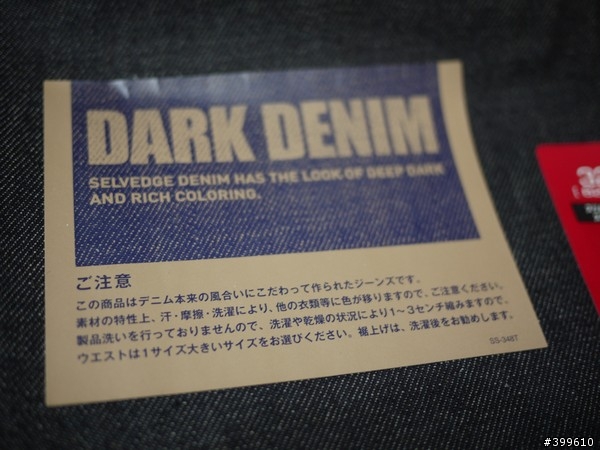 DARK DENIM
SELVEDGE DENIM HAS THE LOOK OF DEEP DARK
AND RICH COLORING.
ご注意
この商品はデニム本来の風合いにこだわって作られたジーンズです。
素材の特性上、汗・摩擦・洗濯により、他の衣類等に色が移りますので、ご注意ください。
製品洗いを行っておりませんので、洗濯や乾燥の状況により1〜3センチ縮みますので、
ウエストは1サイズ大きいサイズをお選びください。裾上げは、洗濯後をお勧めします。
SS-348T
#399610